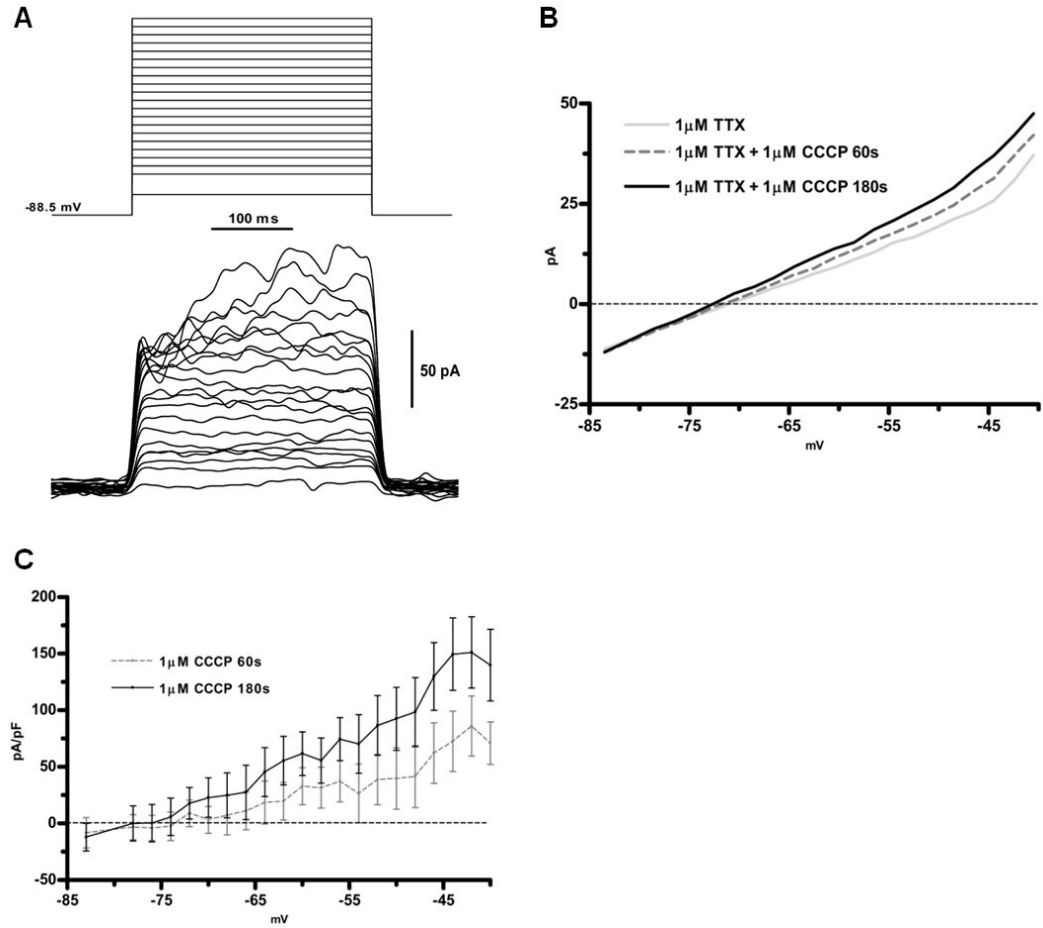 A
-88.5 mV
100 ms
50 pA
B
50
25
0
-25
pA
1μM TTX
1μM TTX + 1μM CCCP 60s
1μM TTX + 1μM CCCP 180s
-85
-75
-65
-55
-45
mV
C
200
150
100
50
0
-50
pA/pF
1μM CCCP 60s
1μM CCCP 180s
-85
-75
-65
-55
-45
mV